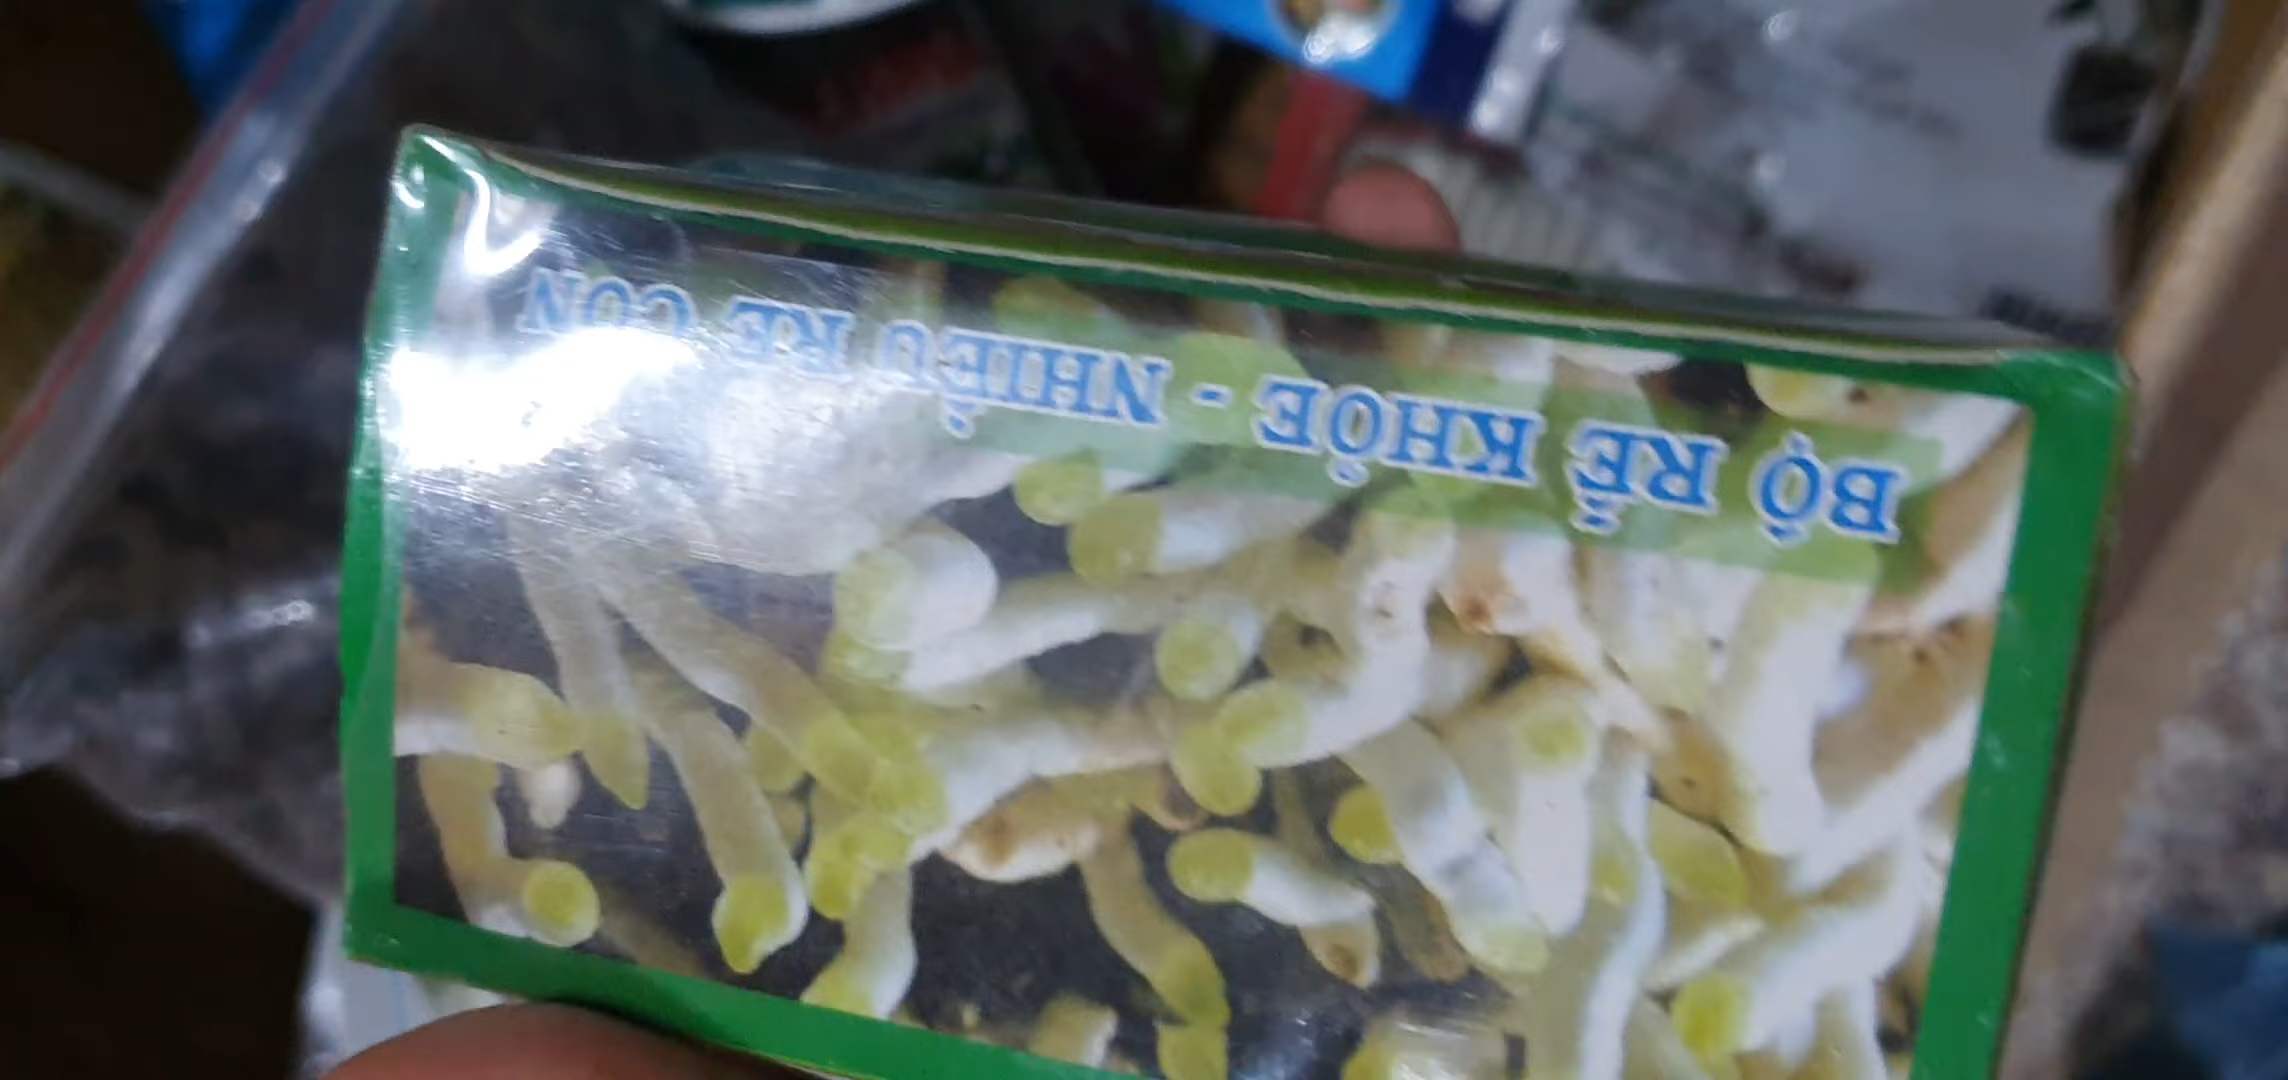 BỘ RỄ KHỎE - NHIỀU RỄ CON